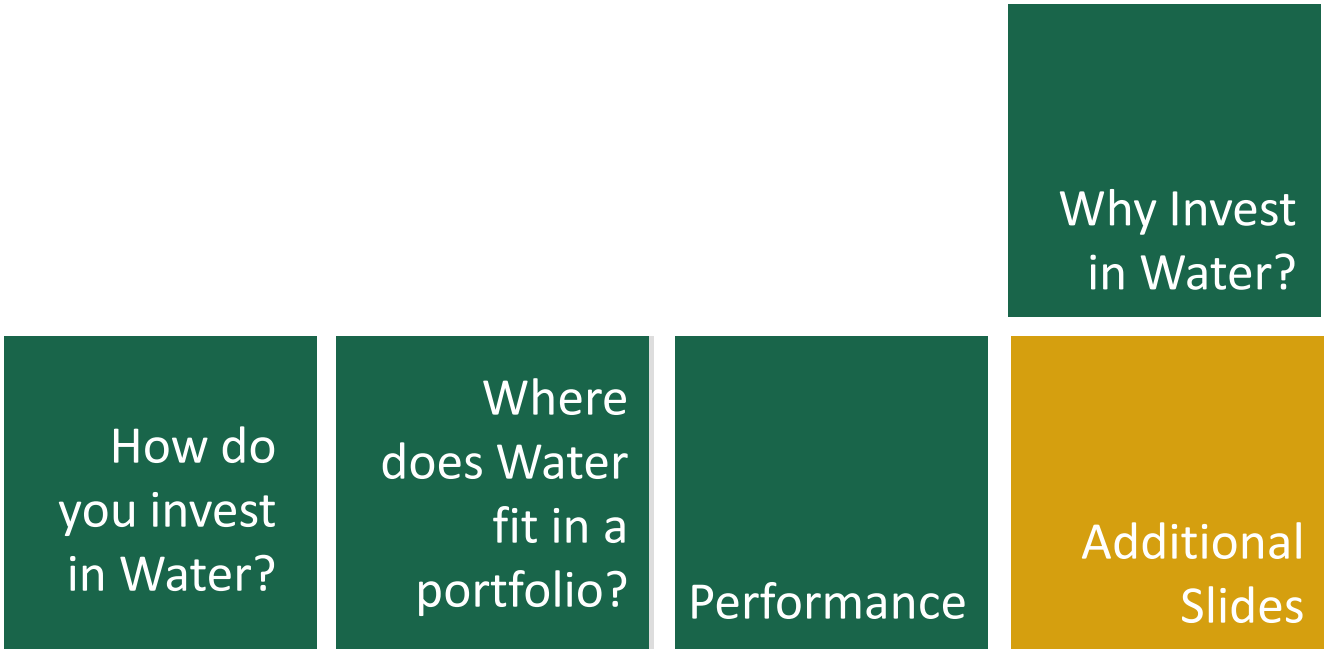 Why Invest
in Water?
How do
you invest
in Water?
Where
does Water
fit in a
portfolio?
Performance
Additional
Slides